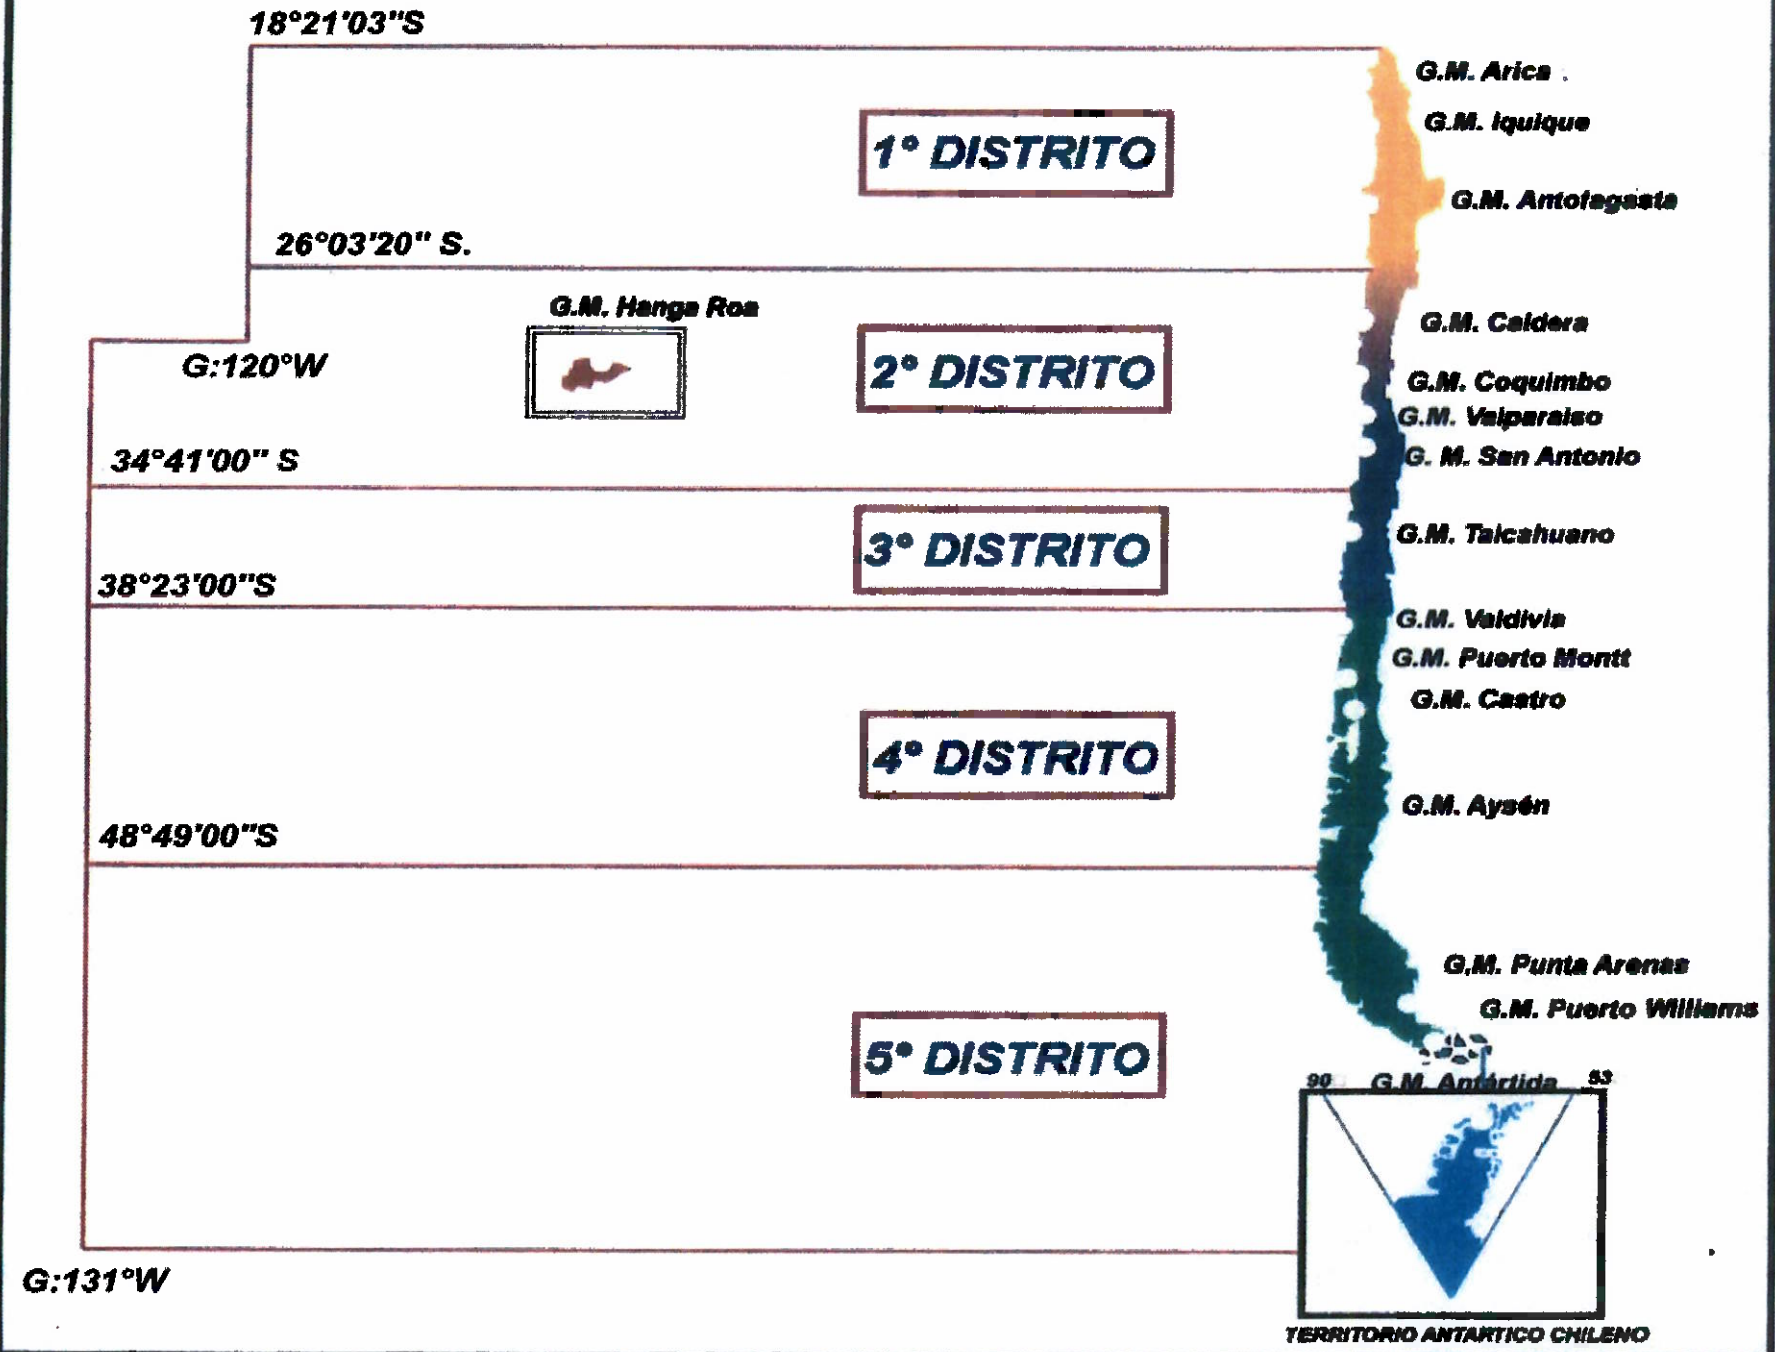 18°21'03"S
G.M. Arica
G.M. Iquique
1° DISTRITO
G.M. Antofagasta
26°03'20" S.
G.M. Hanga Roa
G.M. Caldera
G:120°W
2° DISTRITO
G.M. Coquimbo
G.M. Valparaiso
34°41'00" S
G. M. San Antonio
3° DISTRITO
G.M. Talcahuano
38°23'00"S
G.M. Valdivia
G.M. Puerto Montt
G.M. Castro
4° DISTRITO
G.M. Aysén
48°49'00"S
G.M. Punta Arenas
G.M. Puerto Williams
5° DISTRITO
90 G.M. Antártida 53
G:131°W
TERRITORIO ANTARTICO CHILENO